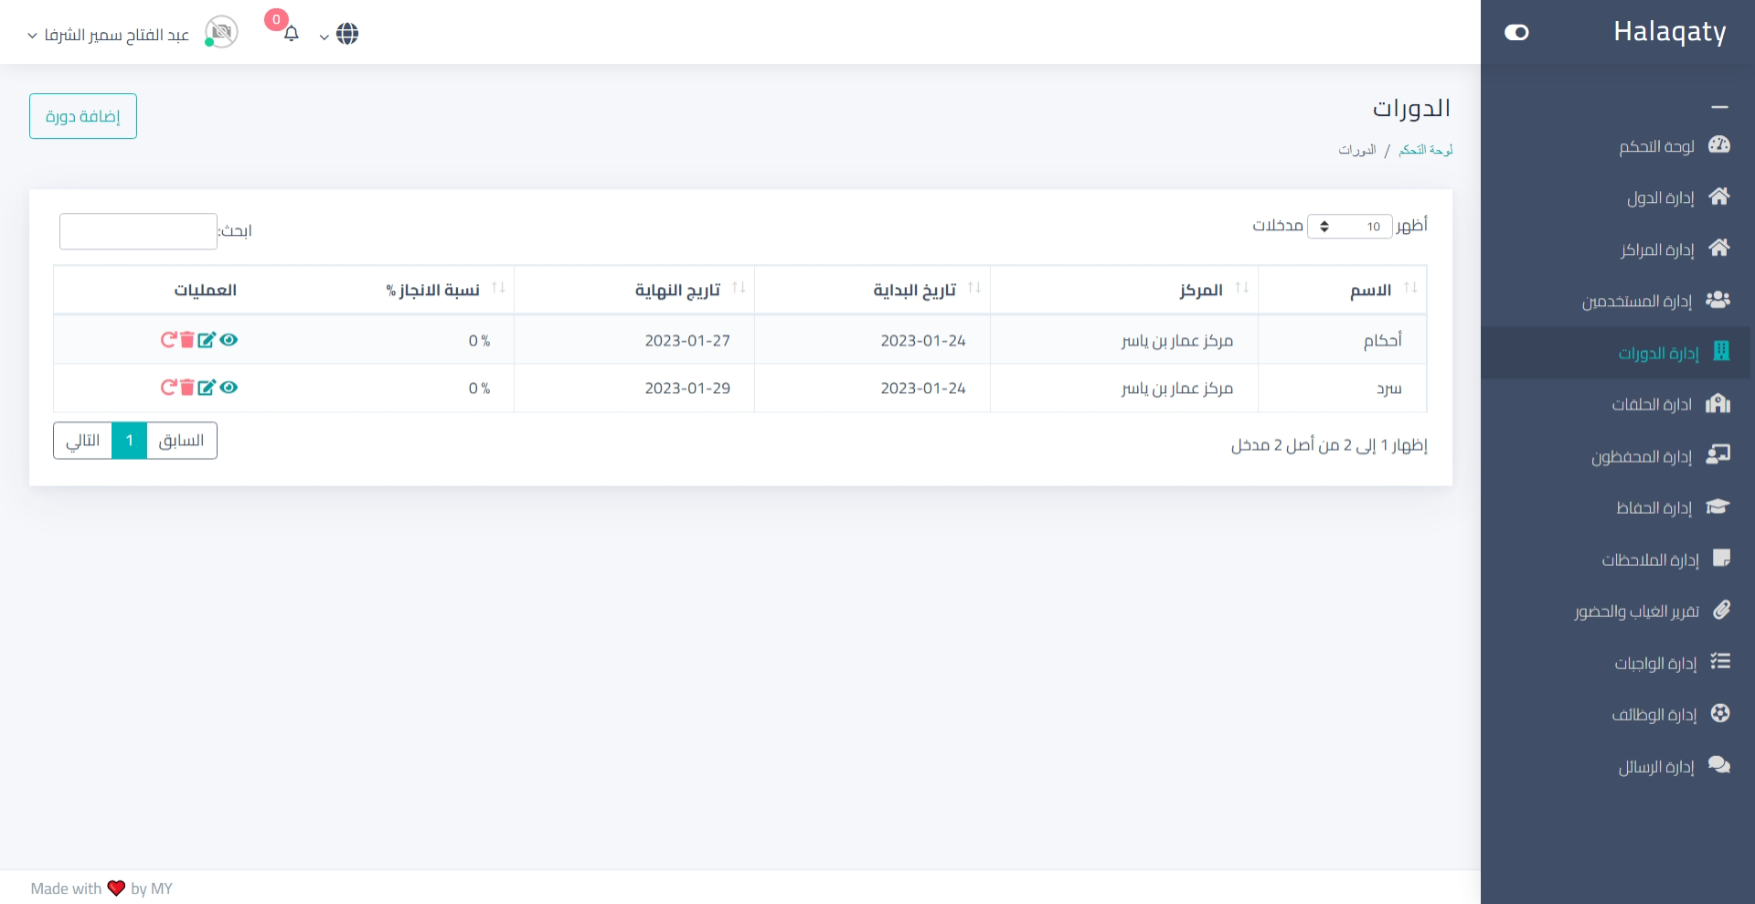 Halaqaty
0
عبد الفتاح سمير الشرفا
لوحة التحكم
إدارة الدول
إدارة المراكز
إدارة المستخدمين
إدارة الدورات
ادارة الحلقات
إدارة المحفظون
إدارة الحفاظ
إدارة الملاحظات
تقرير الغياب والحضور
إدارة الواجبات
إدارة الوظائف
إدارة الرسائل
الدورات
إضافة دورة
لوحة التحكم / الدورات
أظهر 10 مدخلات
ابحث:
الاسم المركز تاريخ البداية تاريج النهاية نسبة الانجاز % العمليات
أحكام مركز عمار بن ياسر 2023-01-24 2023-01-27 0 %
سرد مركز عمار بن ياسر 2023-01-24 2023-01-29 0 %
إظهار 1 إلى 2 من أصل 2 مدخل
السابق 1 التالي
Made with ❤ by MY